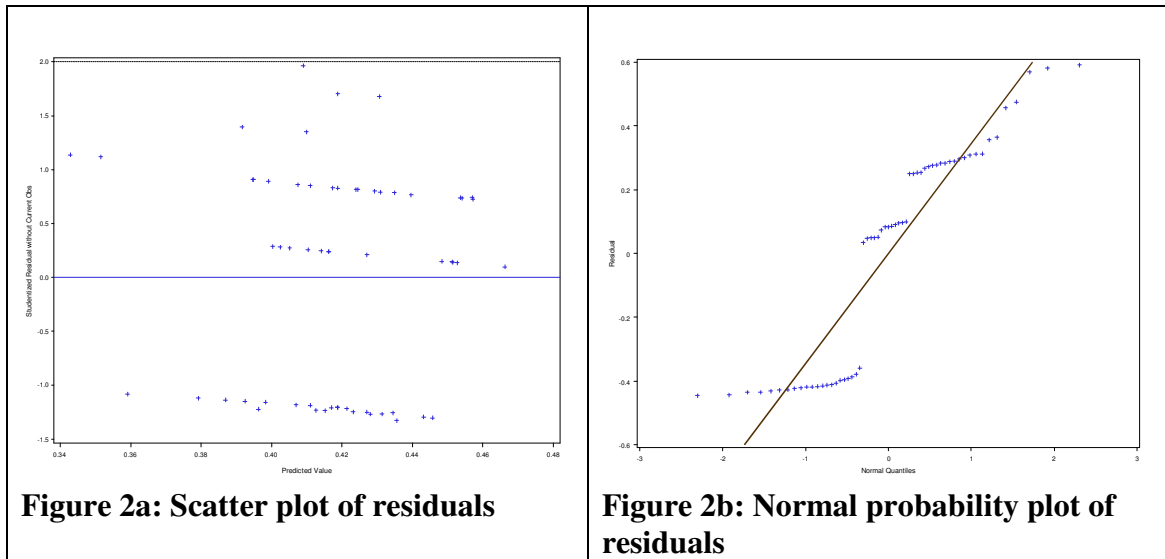 2.0
1.5
1.0
0.5
0.0
-0.5
-1.0
-1.5
Studentized Residual without Current Obs
0.34 0.36 0.38 0.40 0.42 0.44 0.46 0.48
Predicted Value
Figure 2a: Scatter plot of residuals
0.6
0.4
0.2
0
-0.2
-0.4
-0.6
Residual
-3 -2 -1 0 1 2 3
Normal Quantiles
Figure 2b: Normal probability plot of
residuals